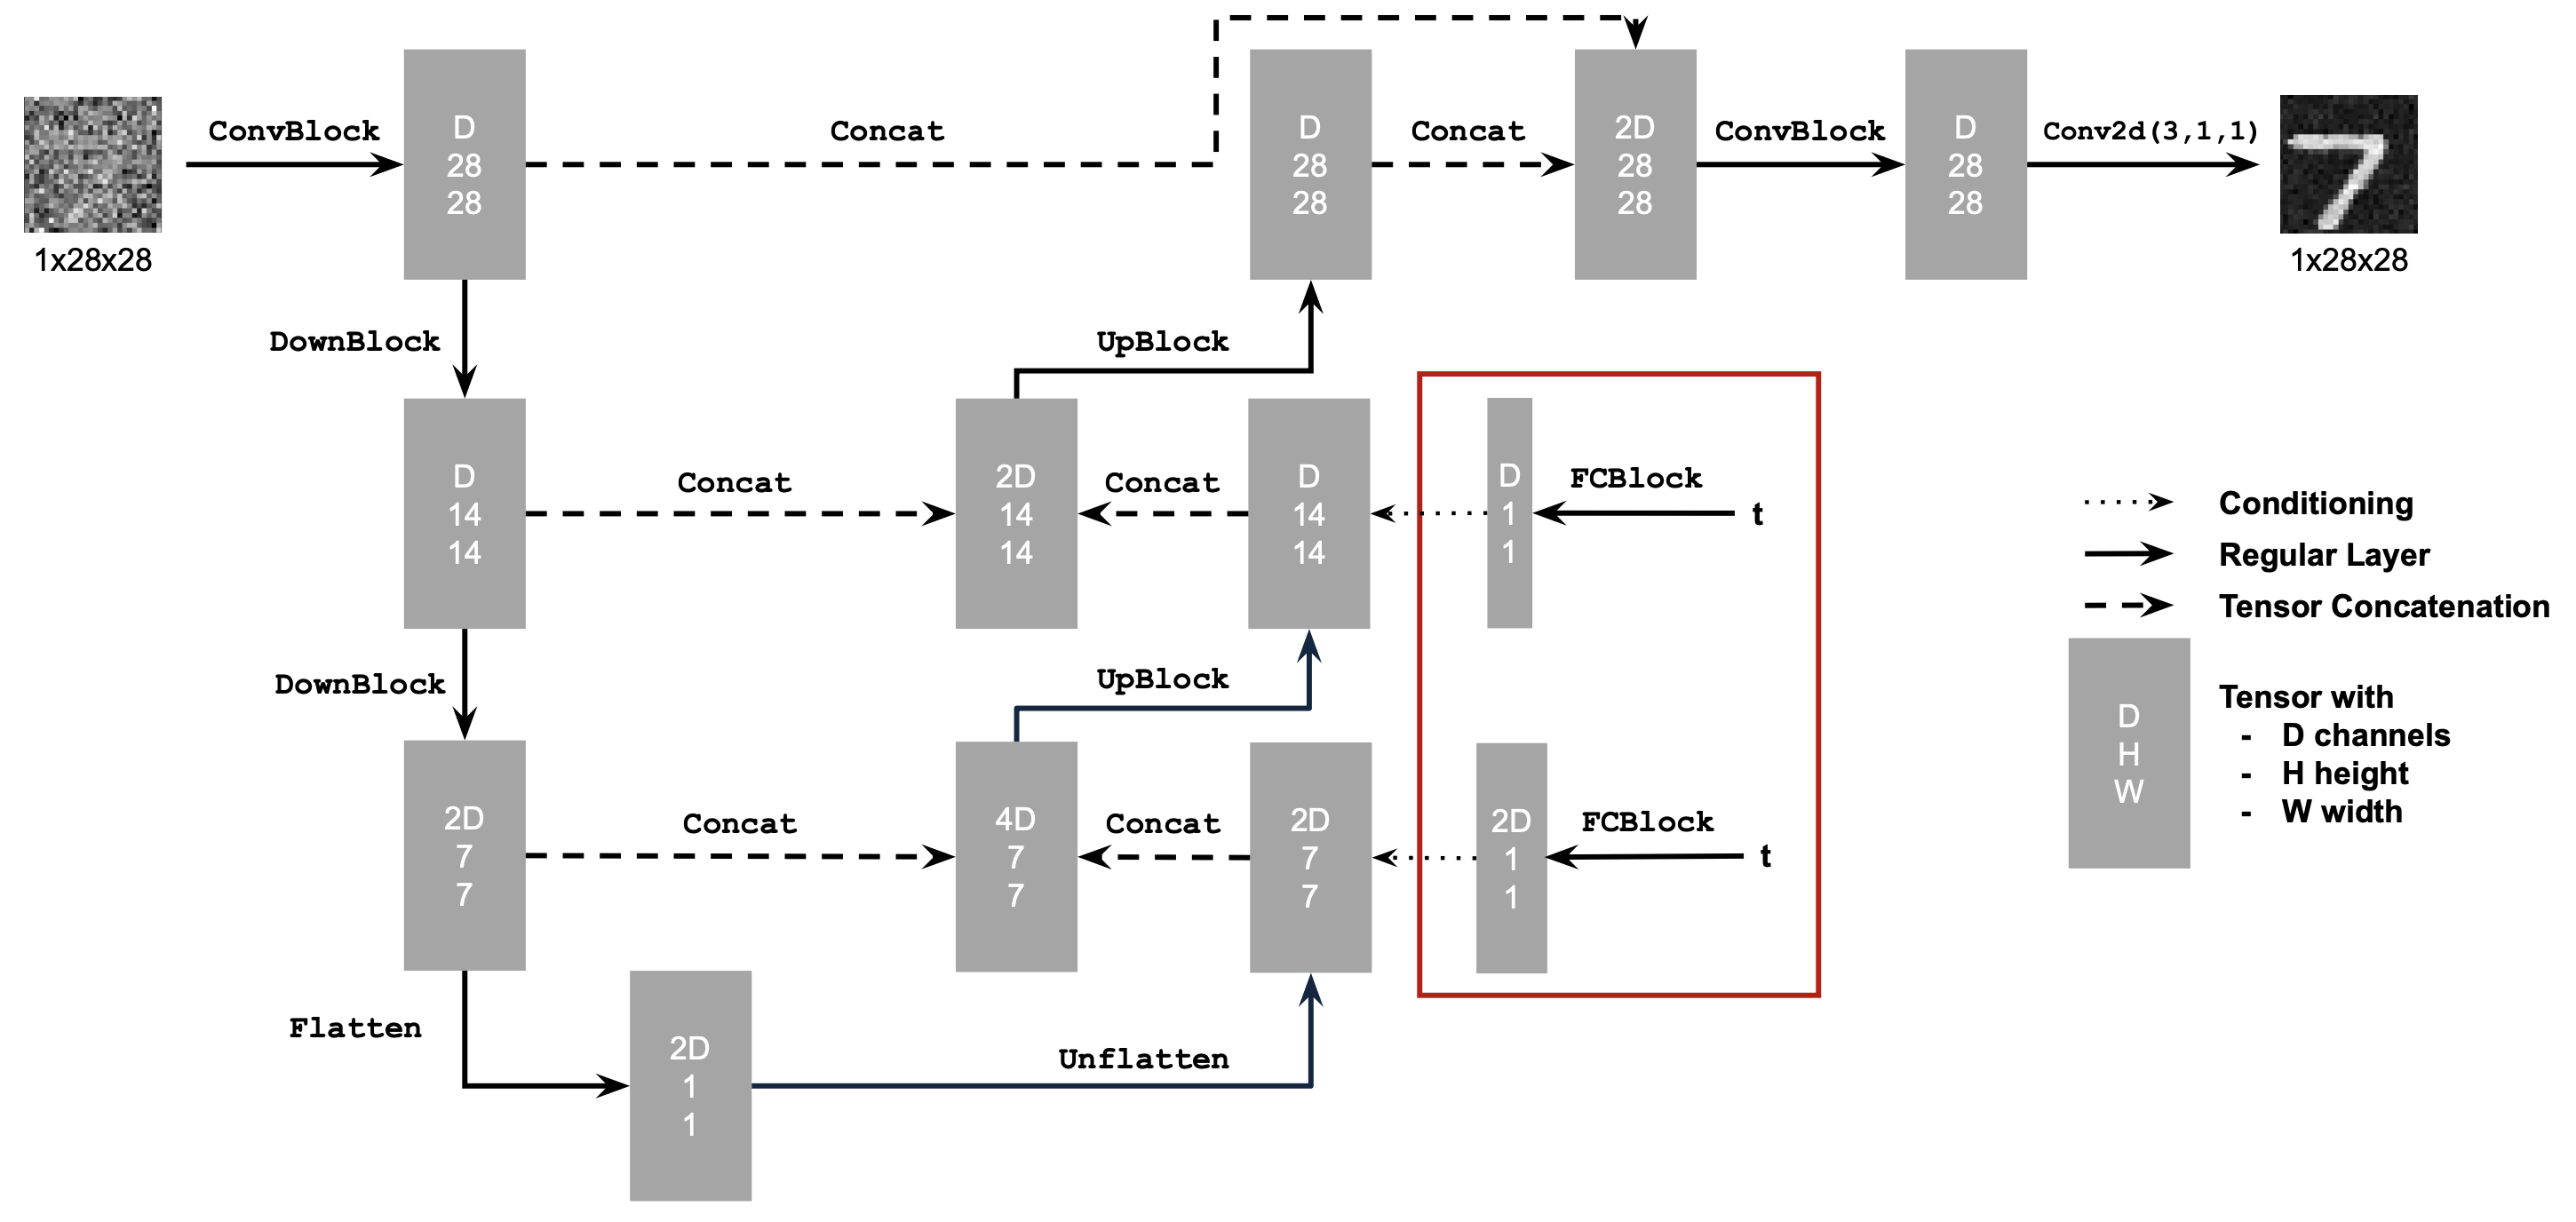 ConvBlock
D
28
28
Concat
D
28
28
Concat
2D
28
28
ConvBlock
D
28
28
Conv2d(3,1,1)
1x28x28
1x28x28
DownBlock
UpBlock
D
14
14
Concat
2D
14
14
Concat
D
14
14
D
1
1
FCBlock
t
DownBlock
UpBlock
2D
7
7
Concat
4D
7
7
Concat
2D
7
7
2D
1
1
FCBlock
t
Flatten
2D
1
1
Unflatten
Conditioning
Regular Layer
Tensor Concatenation
D
H
W
Tensor with
- D channels
- H height
- W width